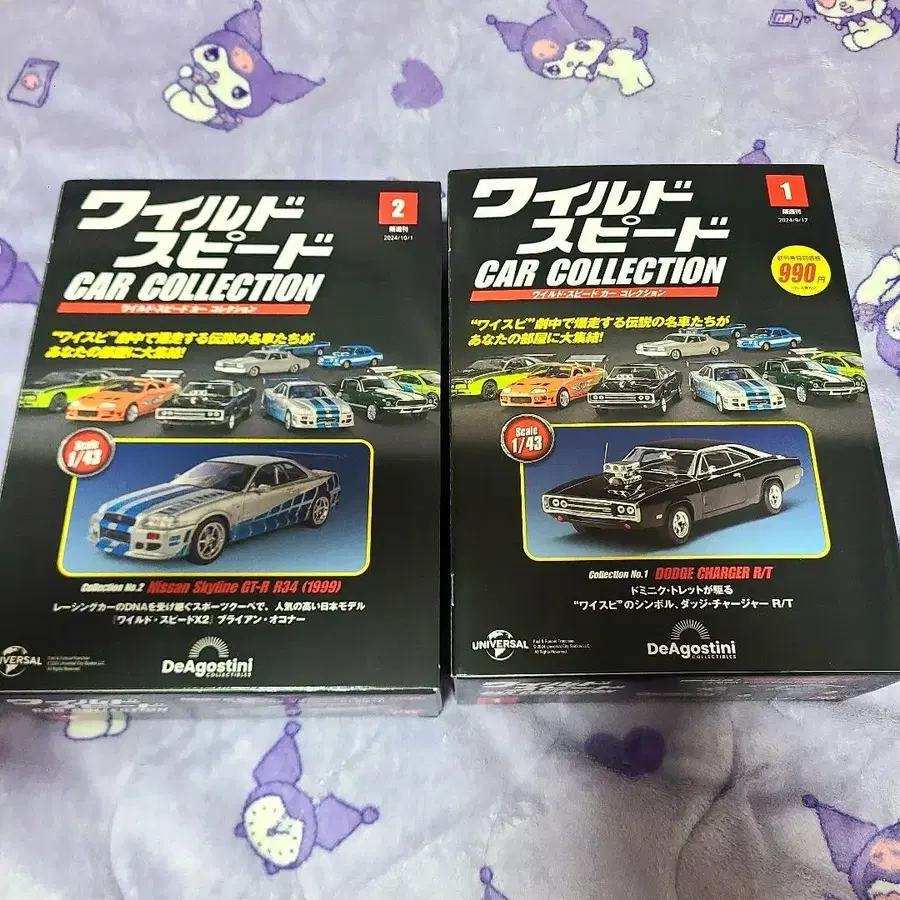 ワイルド
スピード
CAR COLLECTION
ワイルド・スピード カー コレクション
2
隔週刊
2024/10/1
“ワイスピ”劇中で爆走する伝説の名車たちが
あなたの部屋に大集結!
Scale
1/43
Collection No.2 Nissan Skyline GT-R R34 (1999)
レーシングカーのDNAを受け継ぐスポーツクーペで、人気の高い日本モデル
『ワイルド・スピードX2』 ブライアン・オコナー
DeAgostini
COLLECTIBLES
ワイルド
スピード
CAR COLLECTION
ワイルド・スピード カー コレクション
1
隔週刊
2024/9/17
創刊号特別価格
990円
“ワイスピ”劇中で爆走する伝説の名車たちが
あなたの部屋に大集結!
Scale
1/43
Collection No.1 DODGE CHARGER R/T
ドミニク・トレットが駆る
“ワイスピ”のシンボル、ダッジ・チャージャー R/T
UNIVERSAL
DeAgostini
COLLECTIBLES